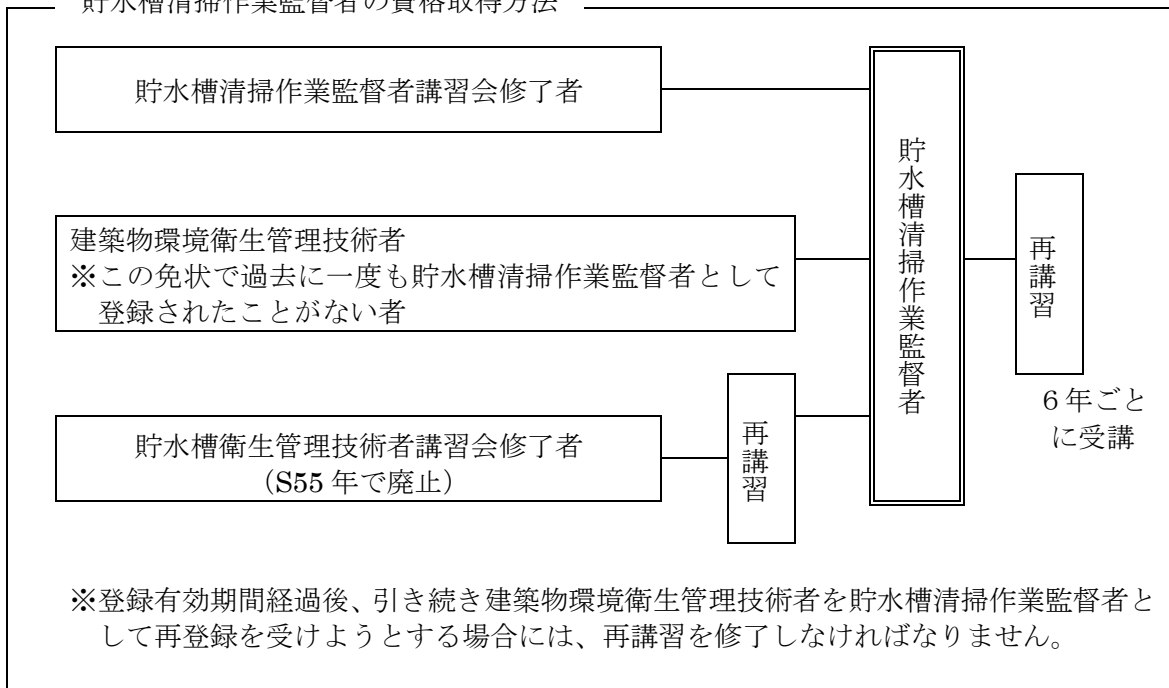 貯水槽清掃作業監督者の資格取得方法
貯水槽清掃作業監督者講習会修了者
建築物環境衛生管理技術者
※この免状で過去に一度も貯水槽清掃作業監督者として
登録されたことがない者
貯水槽衛生管理技術者講習会修了者
（S55 年で廃止）
再講習
貯水槽清掃作業監督者
再講習
６年ごと
に受講
※登録有効期間経過後、引き続き建築物環境衛生管理技術者を貯水槽清掃作業監督者と
して再登録を受けようとする場合には、再講習を修了しなければなりません。